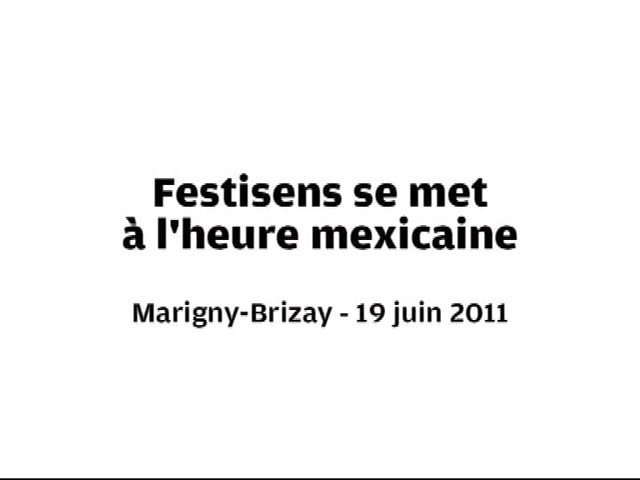 Festisens se met
à l'heure mexicaine
Marigny-Brizay - 19 juin 2011